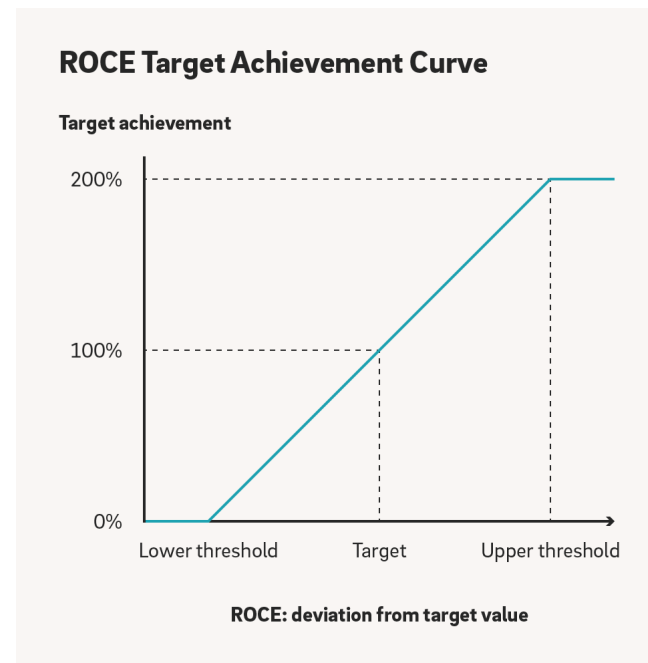 ROCE Target Achievement Curve
Target achievement
200%
100%
0%
Lower threshold
Target
Upper threshold
ROCE: deviation from target value